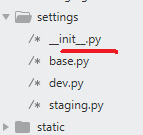 settings
/* __init__.py
/* base.py
/* dev.py
/* staging.py
static